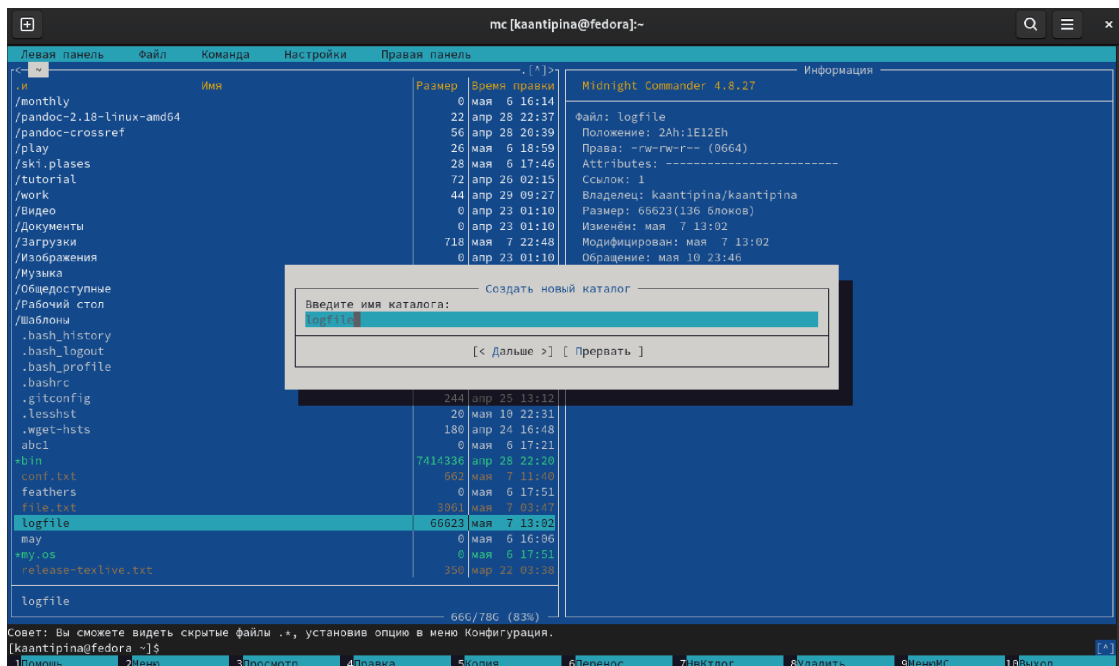 mc [kaantipina@fedora]:~
Левая панель Файл Команда Настройки Правая панель
<─ ~ .[^]>
.и Имя Размер Время правки
/monthly 0 мая 6 16:14
/pandoc-2.18-linux-amd64 22 апр 28 22:37
/pandoc-crossref 56 апр 28 20:39
/play 26 мая 6 18:59
/ski.plases 28 мая 6 17:46
/tutorial 72 апр 26 02:15
/work 44 апр 29 09:27
/Видео 0 апр 23 01:10
/Документы 0 апр 23 01:10
/Загрузки 718 мая 7 22:48
/Изображения 0 апр 23 01:10
/Музыка
/Общедоступные
/Рабочий стол
/Шаблоны
.bash_history
.bash_logout
.bash_profile
.bashrc
.gitconfig 244 апр 25 13:12
.lesshst 20 мая 10 22:31
.wget-hsts 180 апр 24 16:48
abc1 0 мая 6 17:21
*bin 7414336 апр 28 22:20
conf.txt 662 мая 7 11:40
feathers 0 мая 6 17:51
file.txt 3061 мая 7 03:47
logfile 66623 мая 7 13:02
may 0 мая 6 16:06
*my.os 0 мая 6 17:51
release-texlive.txt 350 мар 22 03:38
logfile
66G/78G (83%)
Информация
Midnight Commander 4.8.27
Файл: logfile
Положение: 2Ah:1E12Eh
Права: -rw-rw-r-- (0664)
Attributes: -------------------------
Ссылок: 1
Владелец: kaantipina/kaantipina
Размер: 66623(136 блоков)
Изменён: мая 7 13:02
Модифицирован: мая 7 13:02
Обращение: мая 10 23:46
Создать новый каталог
Введите имя каталога:
logfile
[< Дальше >] [ Прервать ]
Совет: Вы сможете видеть скрытые файлы .*, установив опцию в меню Конфигурация.
[kaantipina@fedora ~]$ [^]
1Помощь 2Меню 3Просмотр 4Правка 5Копия 6Перенос 7НвКтлог 8Удалить 9МенюMC 10Выход